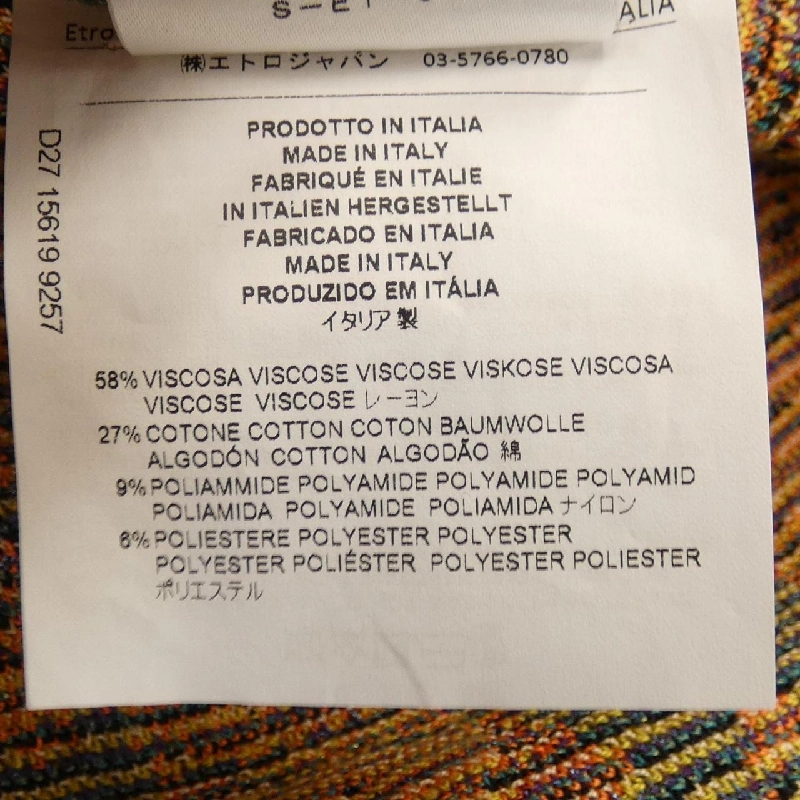 Etro
ALIA
㈱エトロジャパン 03-5766-0780
PRODOTTO IN ITALIA
MADE IN ITALY
FABRIQUÉ EN ITALIE
IN ITALIEN HERGESTELLT
FABRICADO EN ITALIA
MADE IN ITALY
PRODUZIDO EM ITÁLIA
イタリア製
58% VISCOSA VISCOSE VISCOSE VISKOSE VISCOSA
VISCOSE VISCOSE レーヨン
27% COTONE COTTON COTON BAUMWOLLE
ALGODÓN COTTON ALGODÃO 綿
9% POLIAMMIDE POLYAMIDE POLYAMIDE POLYAMID
POLIAMIDA POLYAMIDE POLIAMIDA ナイロン
6% POLIESTERE POLYESTER POLYESTER
POLYESTER POLIÉSTER POLYESTER POLIESTER
ポリエステル
D27 15619 9257